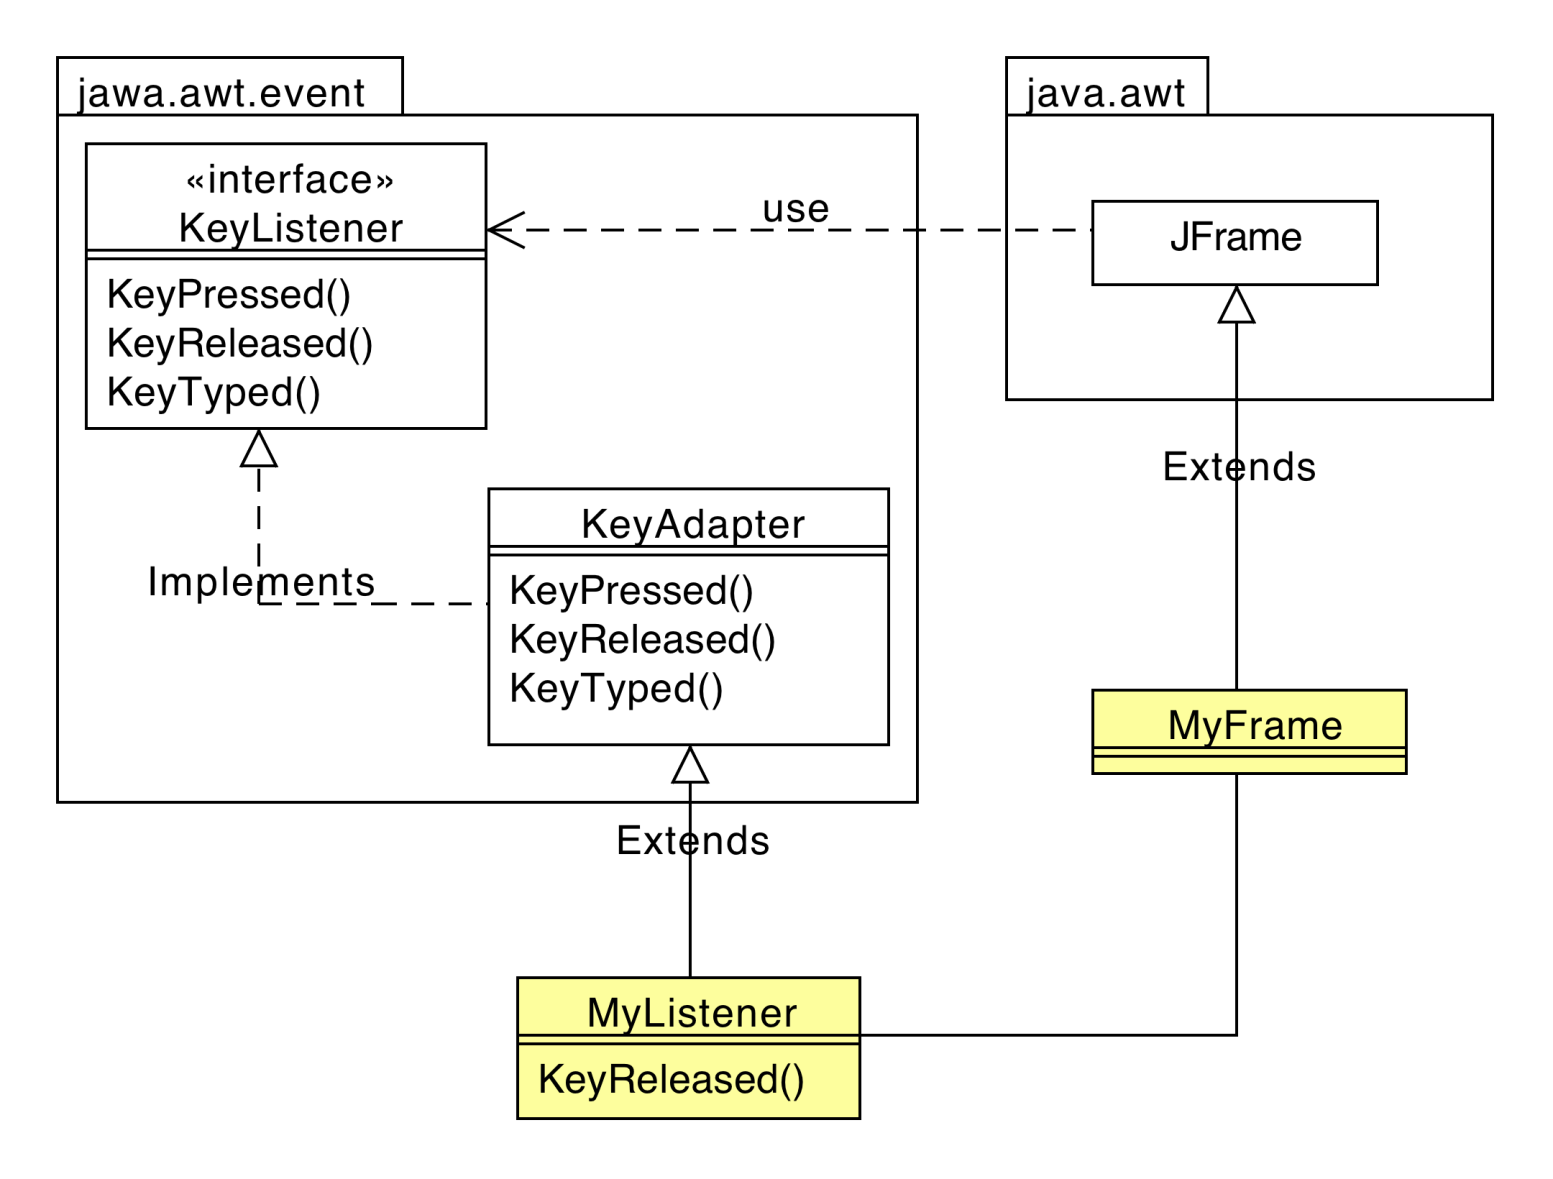 jawa.awt.event
java.awt
«interface»
KeyListener
KeyPressed()
KeyReleased()
KeyTyped()
use
JFrame
Extends
Implements
KeyAdapter
KeyPressed()
KeyReleased()
KeyTyped()
MyFrame
Extends
MyListener
KeyReleased()